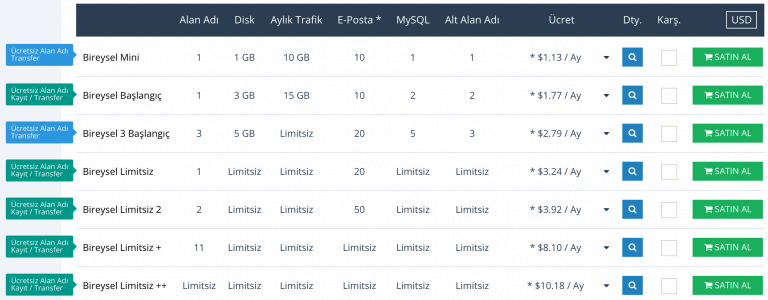 Alan Adı Disk Aylık Trafik E-Posta * MySQL Alt Alan Adı Ücret Dty. Karş. USD
Ücretsiz Alan Adı
Transfer
Bireysel Mini 1 1 GB 10 GB 10 1 1 * $1.13 / Ay SATIN AL
Ücretsiz Alan Adı
Kayıt / Transfer
Bireysel Başlangıç 1 3 GB 15 GB 10 2 2 * $1.77 / Ay SATIN AL
Ücretsiz Alan Adı
Transfer
Bireysel 3 Başlangıç 3 5 GB Limitsiz 20 5 3 * $2.79 / Ay SATIN AL
Ücretsiz Alan Adı
Kayıt / Transfer
Bireysel Limitsiz 1 Limitsiz Limitsiz 20 Limitsiz Limitsiz * $3.24 / Ay SATIN AL
Ücretsiz Alan Adı
Kayıt / Transfer
Bireysel Limitsiz 2 2 Limitsiz Limitsiz 50 Limitsiz Limitsiz * $3.92 / Ay SATIN AL
Ücretsiz Alan Adı
Kayıt / Transfer
Bireysel Limitsiz + 11 Limitsiz Limitsiz Limitsiz Limitsiz Limitsiz * $8.10 / Ay SATIN AL
Ücretsiz Alan Adı
Kayıt / Transfer
Bireysel Limitsiz ++ Limitsiz Limitsiz Limitsiz Limitsiz Limitsiz Limitsiz * $10.18 / Ay SATIN AL